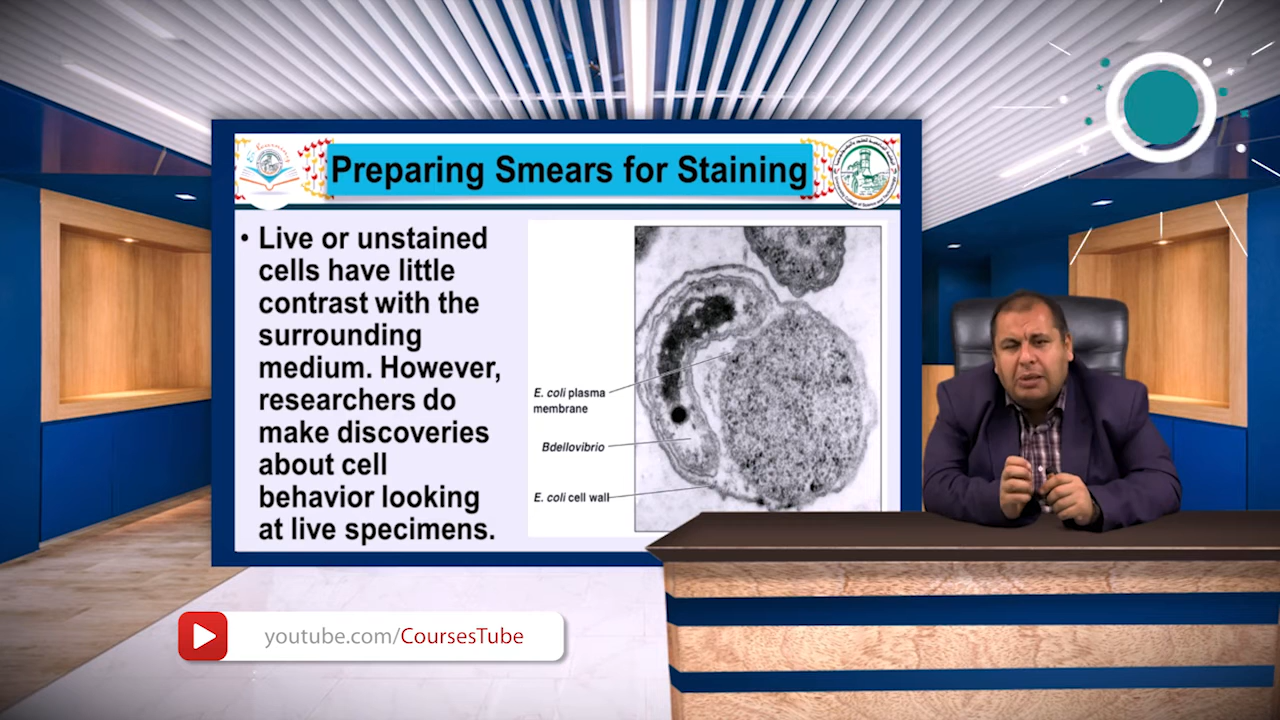 Preparing Smears for Staining
• Live or unstained
cells have little
contrast with the
surrounding
medium. However,
researchers do
make discoveries
about cell
behavior looking
at live specimens.
E. coli plasma
membrane
Bdellovibrio
E. coli cell wall
youtube.com/CoursesTube